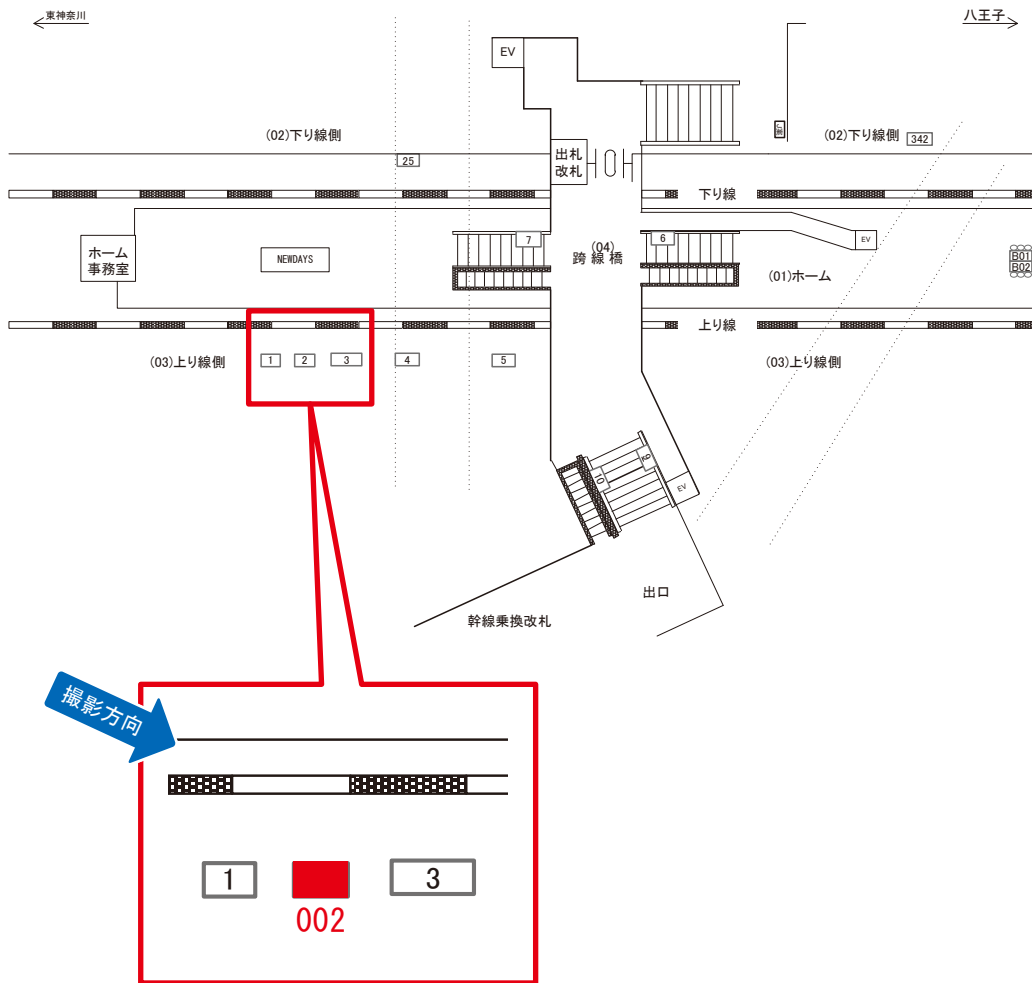 東神奈川
八王子
EV
(02)下り線側
(02)下り線側
342
25
出札
改札
下り線
7
(04)
跨線橋
6
EV
ホーム
事務室
NEWDAYS
(01)ホーム
B01
B02
上り線
(03)上り線側
1
2
3
4
5
(03)上り線側
9
10
EV
出口
幹線乗換改札
撮影方向
1
3
002